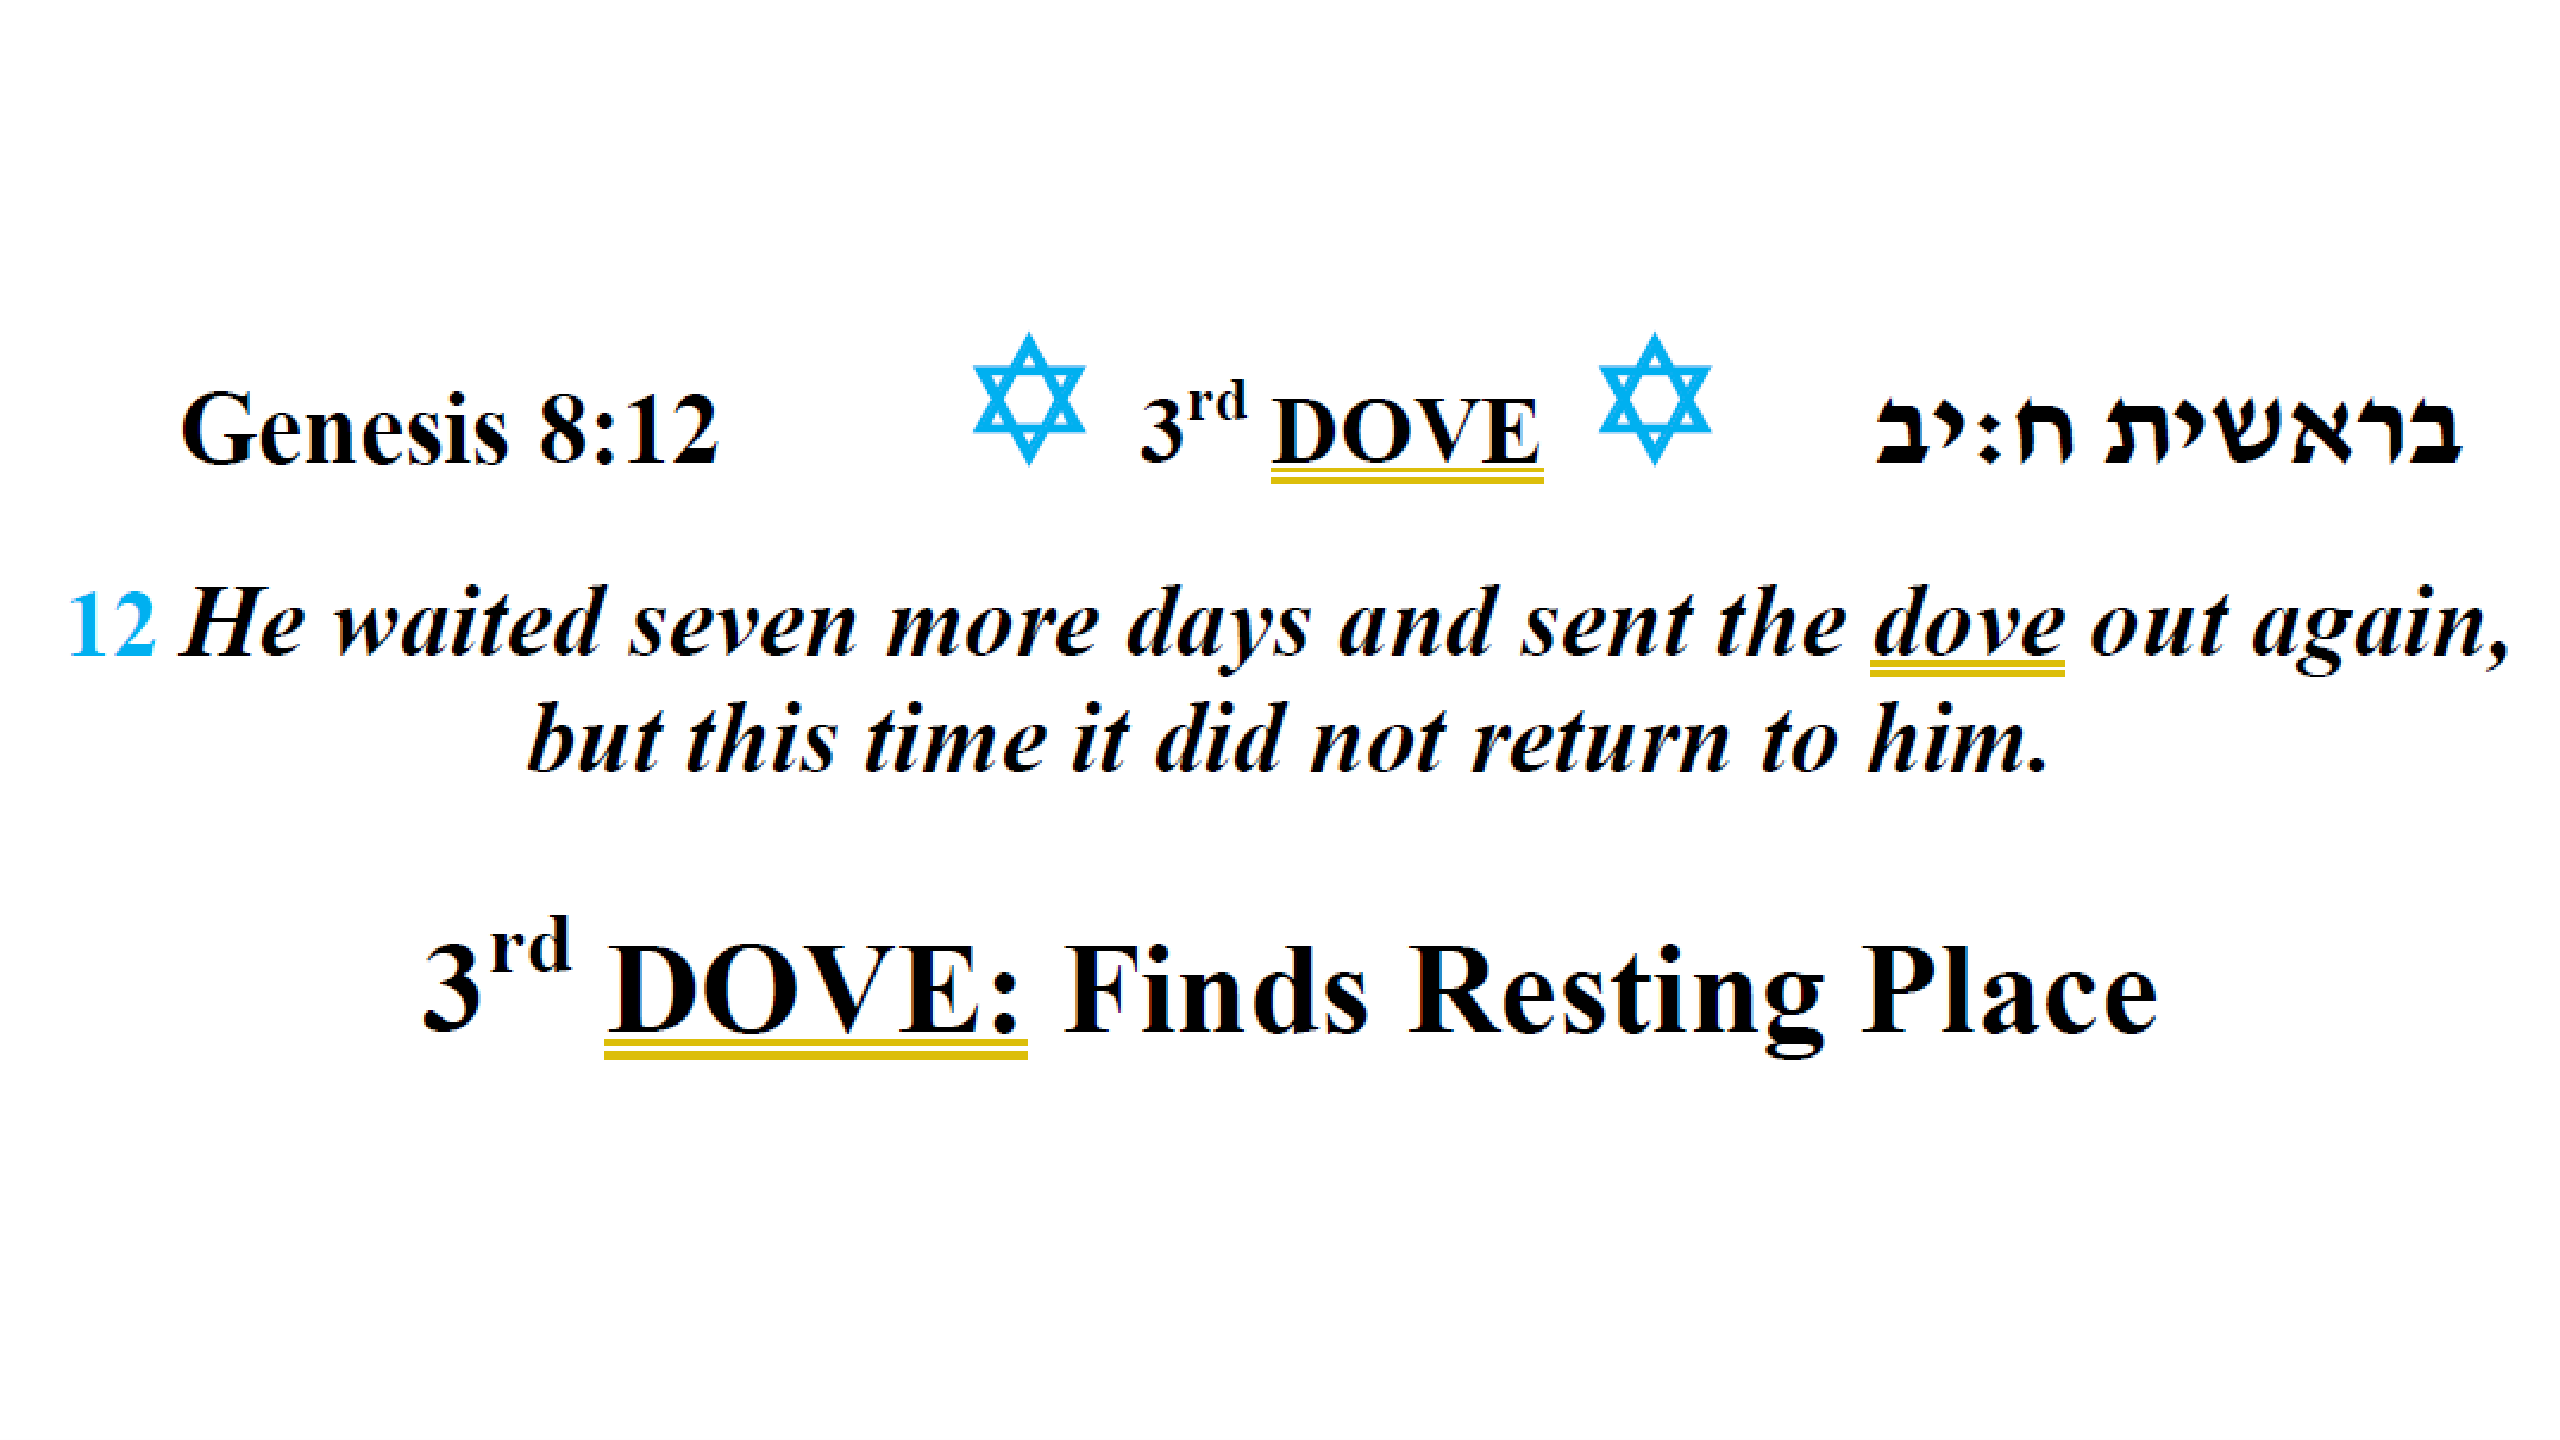 Genesis 8:12 ✡ 3rd DOVE ✡ בראשית ח:יב
12 He waited seven more days and sent the dove out again,
but this time it did not return to him.
3rd DOVE: Finds Resting Place